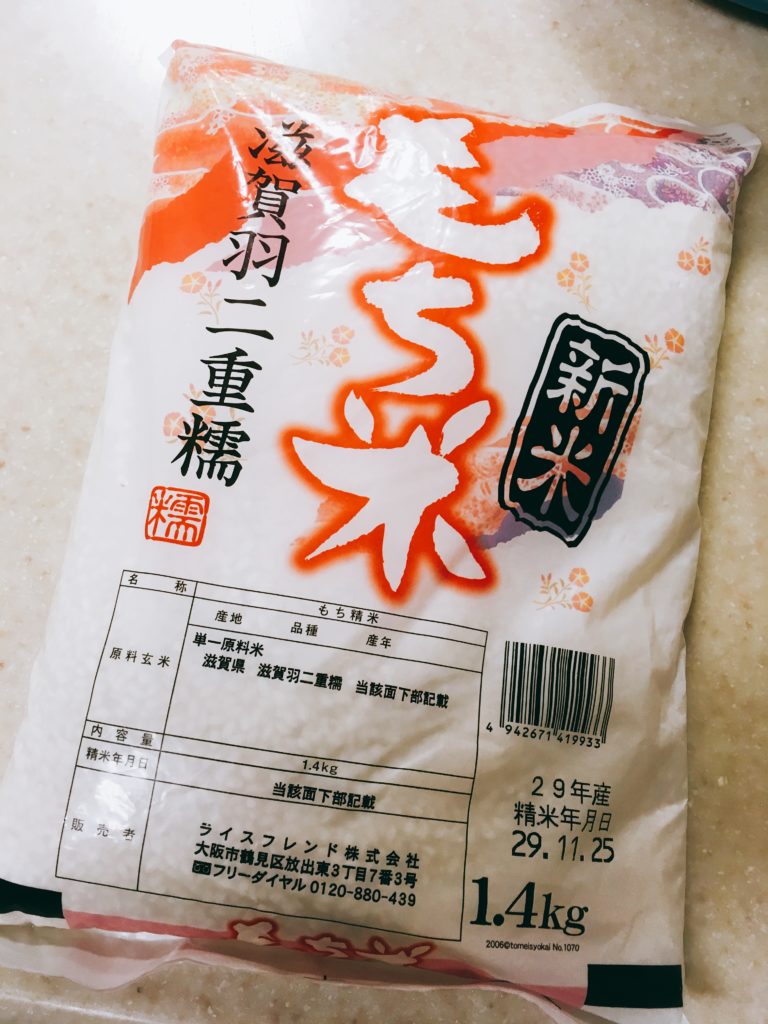 もち米
滋賀羽二重糯
糯
新米
名称 もち精米
原料玄米 産地 品種 産年
単一原料米
滋賀県 滋賀羽二重糯 当該面下部記載
内容量 1.4kg
精米年月日 当該面下部記載
販売者 ライスフレンド株式会社
大阪市鶴見区放出東3丁目7番3号
フリーダイヤル 0120-880-439
4 942671 419933
29年産
精米年月日
29.11.25
1.4kg
2006©tomeisyokai No.1070
もち米